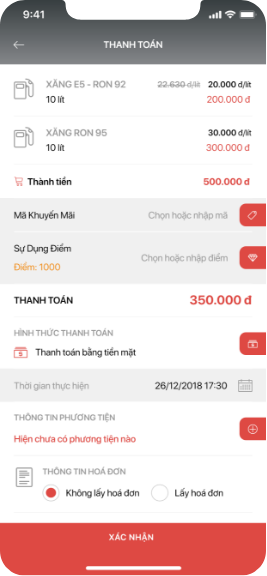 9:41
THANH TOÁN
XĂNG E5 - RON 92 22.630 đ/lít 20.000 đ/lít
10 lít 200.000 đ
XĂNG RON 95 30.000 đ/lít
10 lít 300.000 đ
Thành tiền 500.000 đ
Mã Khuyến Mãi Chọn hoặc nhập mã
Sự Dụng Điểm
Điểm: 1000 Chọn hoặc nhập điểm
THANH TOÁN 350.000 đ
HÌNH THỨC THANH TOÁN
Thanh toán bằng tiền mặt
Thời gian thực hiện 26/12/2018 17:30
THÔNG TIN PHƯƠNG TIỆN
Hiện chưa có phương tiện nào
THÔNG TIN HOÁ ĐƠN
Không lấy hoá đơn Lấy hoá đơn
XÁC NHẬN